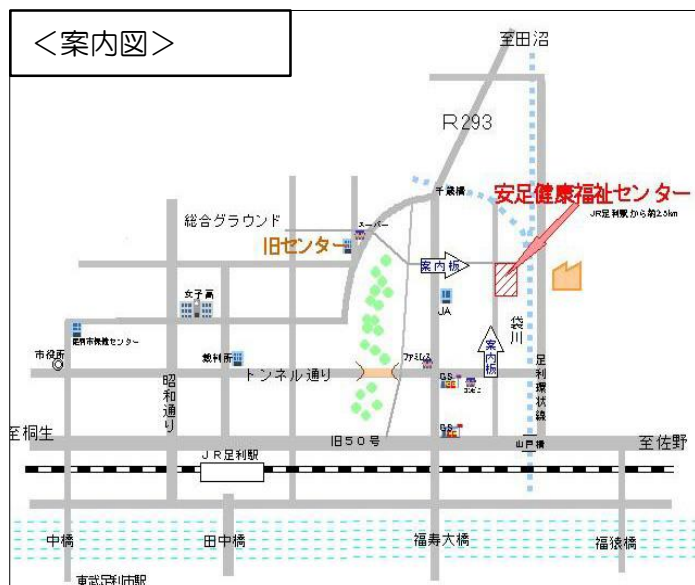 ＜案内図＞
至田沼
R293
千歳橋
安足健康福祉センター
JR足利駅から約2.5km
総合グラウンド
スーパー
旧センター
案内板
女子高
JA
袋川
足利市保健センター
市役所
裁判所
ファミレス
案内板
昭和通り
トンネル通り
GS
コンビニ
足利環状線
GS
至桐生
旧50号
山戸橋
至佐野
JR足利駅
中橋
田中橋
福寿大橋
福猿橋
東武足利市駅